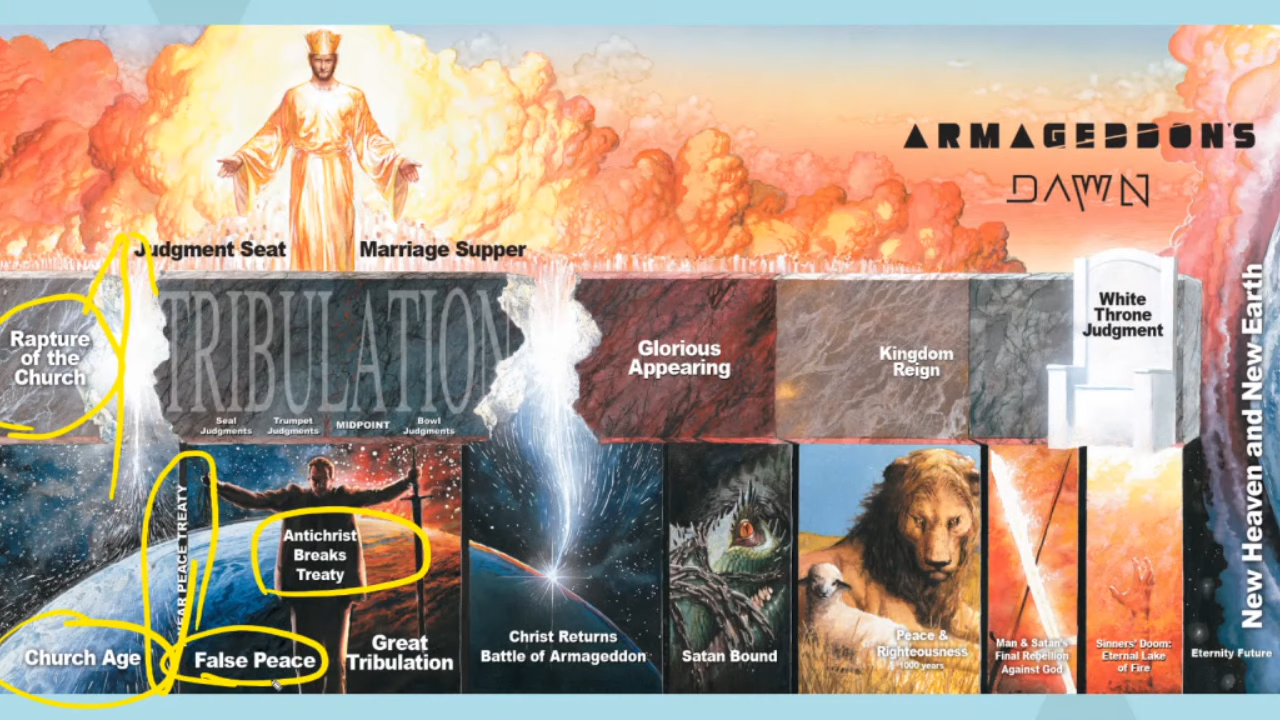 ARMAGEDDON'S
DAWN
Judgment Seat
Marriage Supper
Rapture
of the
Church
TRIBULATION
Seal
Judgments
Trumpet
Judgments
MIDPOINT
Bowl
Judgments
Glorious
Appearing
Kingdom
Reign
White
Throne
Judgment
New Heaven and New Earth
Church Age
PEACE TREATY
False Peace
Antichrist
Breaks
Treaty
Great
Tribulation
Christ Returns
Battle of Armageddon
Satan Bound
Peace &
Righteousness
1000 years
Man & Satan's
Final Rebellion
Against God
Sinners' Doom:
Eternal Lake
of Fire
Eternity Future